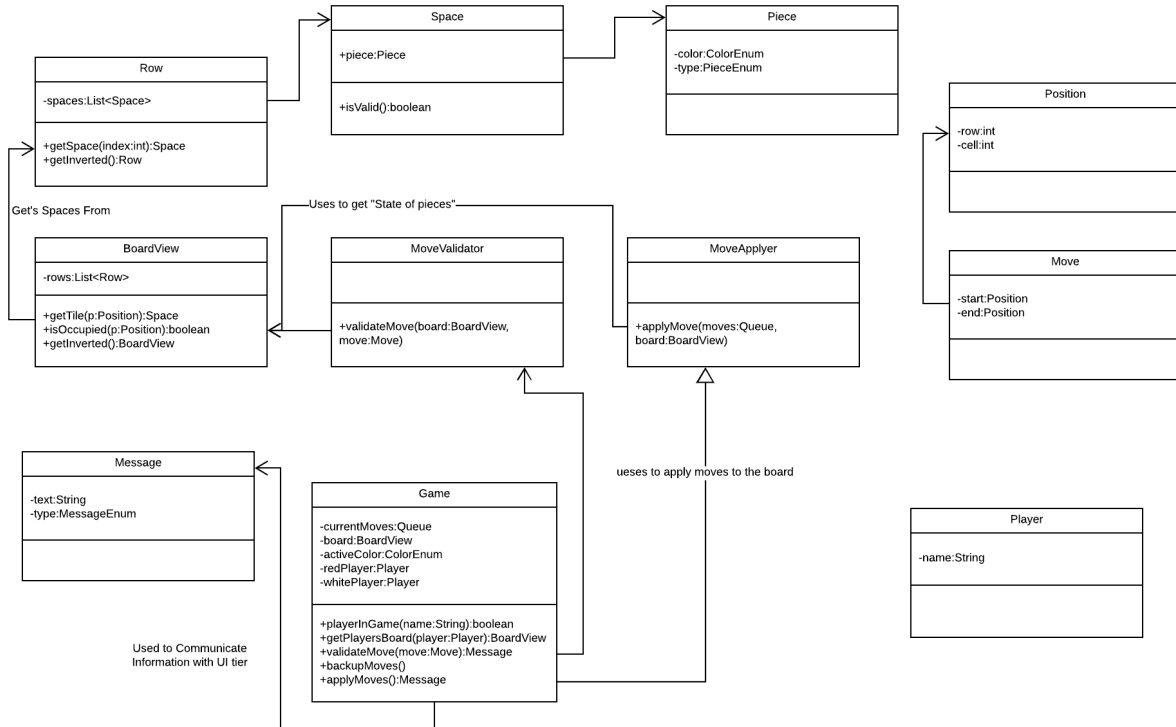 Space
+piece:Piece
+isValid():boolean
Piece
-color:ColorEnum
-type:PieceEnum
Row
-spaces:List<Space>
+getSpace(index:int):Space
+getInverted():Row
Position
-row:int
-cell:int
Get's Spaces From
Uses to get "State of pieces"
BoardView
-rows:List<Row>
+getTile(p:Position):Space
+isOccupied(p:Position):boolean
+getInverted():BoardView
MoveValidator
+validateMove(board:BoardView,
move:Move)
MoveApplyer
+applyMove(moves:Queue,
board:BoardView)
Move
-start:Position
-end:Position
Message
-text:String
-type:MessageEnum
ueses to apply moves to the board
Game
-currentMoves:Queue
-board:BoardView
-activeColor:ColorEnum
-redPlayer:Player
-whitePlayer:Player
+playerInGame(name:String):boolean
+getPlayersBoard(player:Player):BoardView
+validateMove(move:Move):Message
+backupMoves()
+applyMoves():Message
Player
-name:String
Used to Communicate
Information with UI tier